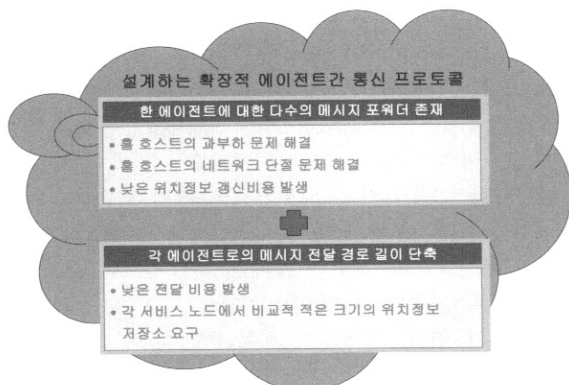 설계하는 확장적 에이전트간 통신 프로토콜
한 에이전트에 대한 다수의 메시지 포워더 존재
• 홈 호스트의 과부하 문제 해결
• 홈 호스트의 네트워크 단절 문제 해결
• 낮은 위치정보 갱신비용 발생
각 에이전트로의 메시지 전달 경로 길이 단축
• 낮은 전달 비용 발생
• 각 서비스 노드에서 비교적 적은 크기의 위치정보
저장소 요구